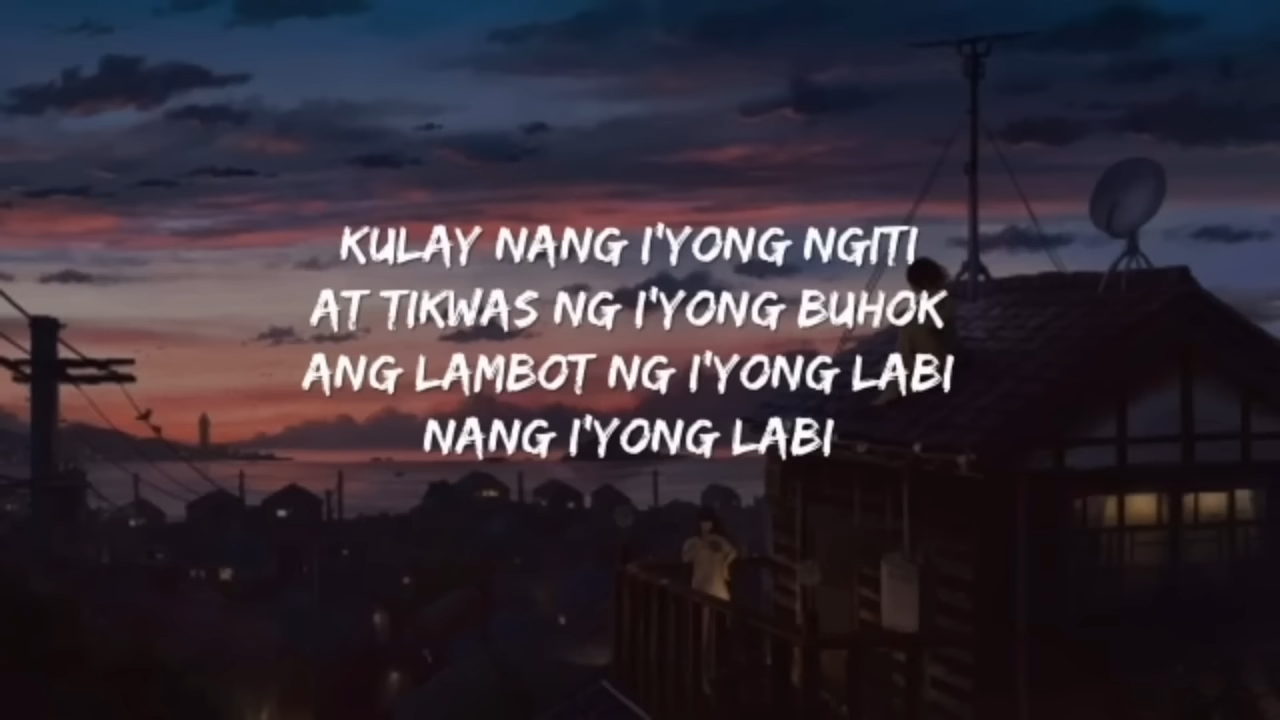 KULAY NANG I'YONG NGITI
AT TIKWAS NG I'YONG BUHOK
ANG LAMBOT NG I'YONG LABI
NANG I'YONG LABI